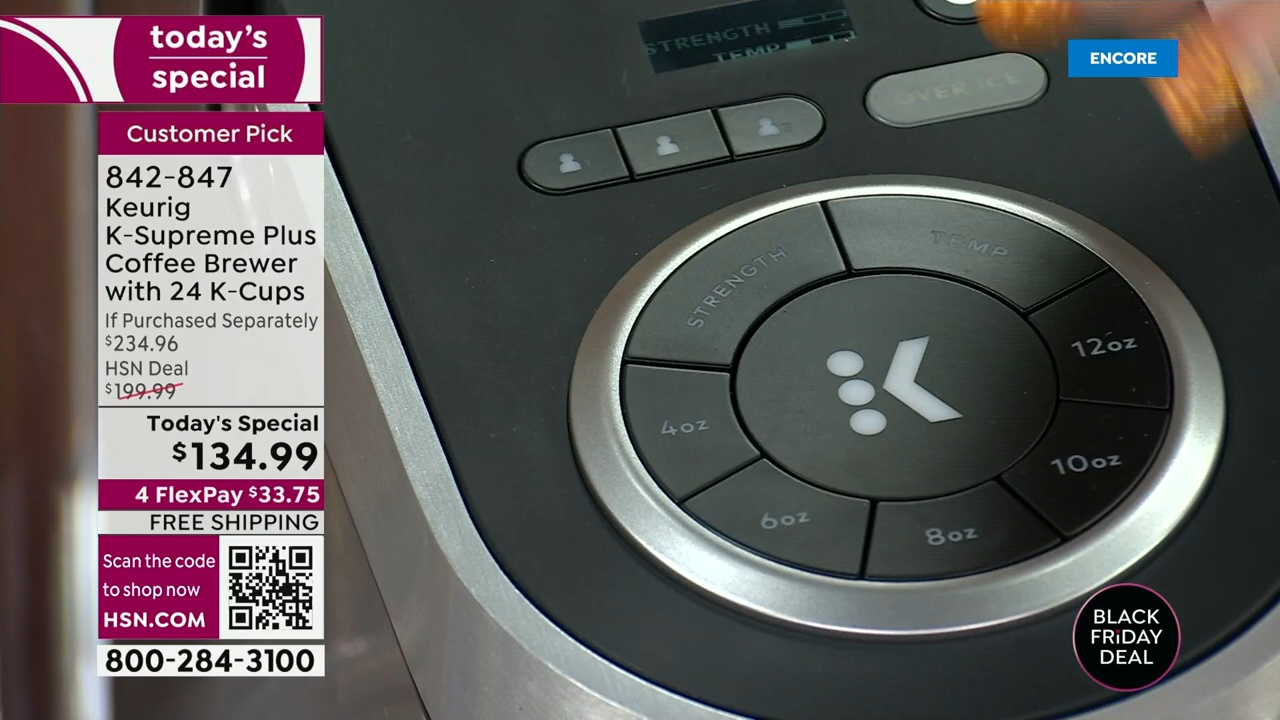 today's
special
Customer Pick
842-847
Keurig
K-Supreme Plus
Coffee Brewer
with 24 K-Cups
If Purchased Separately
$234.96
HSN Deal
$199.99
Today's Special
$134.99
4 FlexPay $33.75
FREE SHIPPING
Scan the code
to shop now
HSN.COM
800-284-3100
STRENGTH
TEMP
ENCORE
OVER ICE
STRENGTH
TEMP
12oz
4oz
10oz
6oz
8oz
K
BLACK
FRiDAY
DEAL